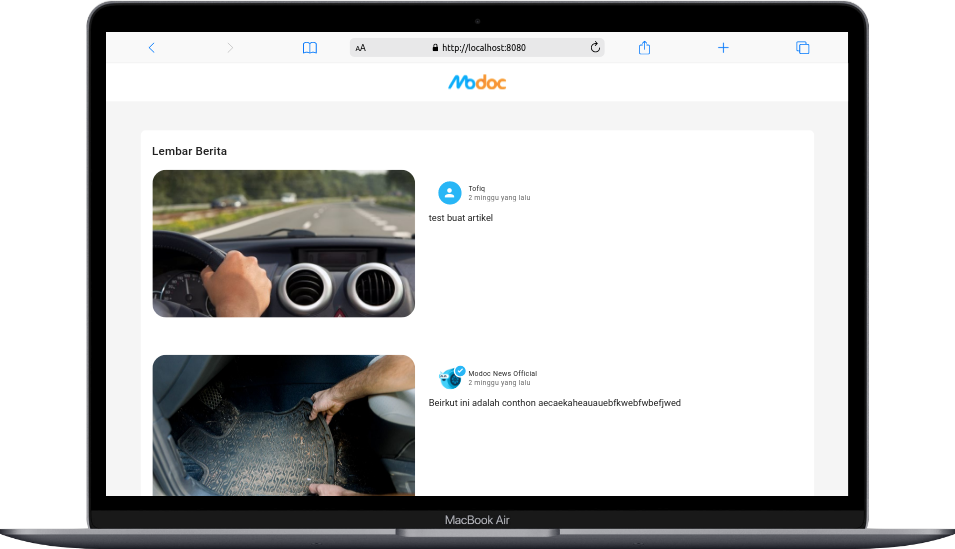 AA http://localhost:8080
Modoc
Lembar Berita
Tofiq
2 minggu yang lalu
test buat artikel
Modoc News Official
2 minggu yang lalu
Beirkut ini adalah conthon aecaekaheauauebfkwebfwbefjwed
MacBook Air